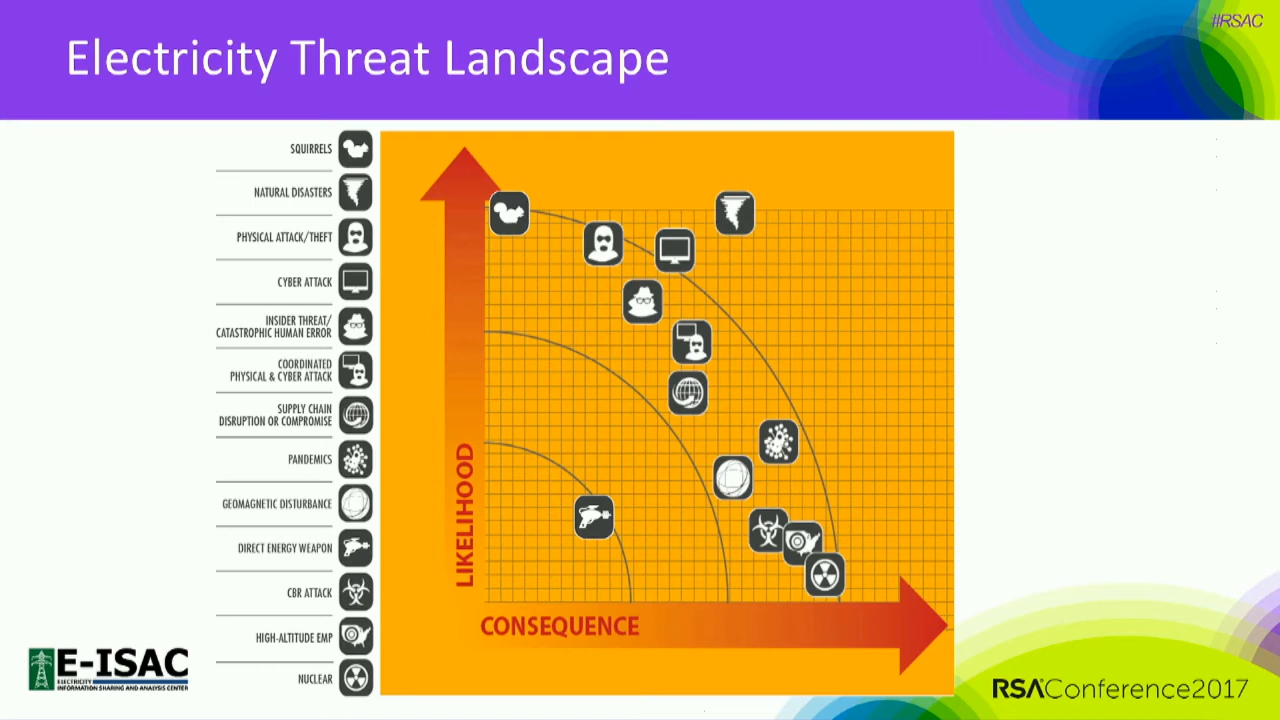 #RSAC
Electricity Threat Landscape
SQUIRRELS
NATURAL DISASTERS
PHYSICAL ATTACK/THEFT
CYBER ATTACK
INSIDER THREAT/
CATASTROPHIC HUMAN ERROR
COORDINATED
PHYSICAL & CYBER ATTACK
SUPPLY CHAIN
DISRUPTION OR COMPROMISE
PANDEMICS
GEOMAGNETIC DISTURBANCE
DIRECT ENERGY WEAPON
CBR ATTACK
HIGH-ALTITUDE EMP
NUCLEAR
LIKELIHOOD
CONSEQUENCE
E-ISAC
ELECTRICITY
INFORMATION SHARING AND ANALYSIS CENTER
RSAConference2017